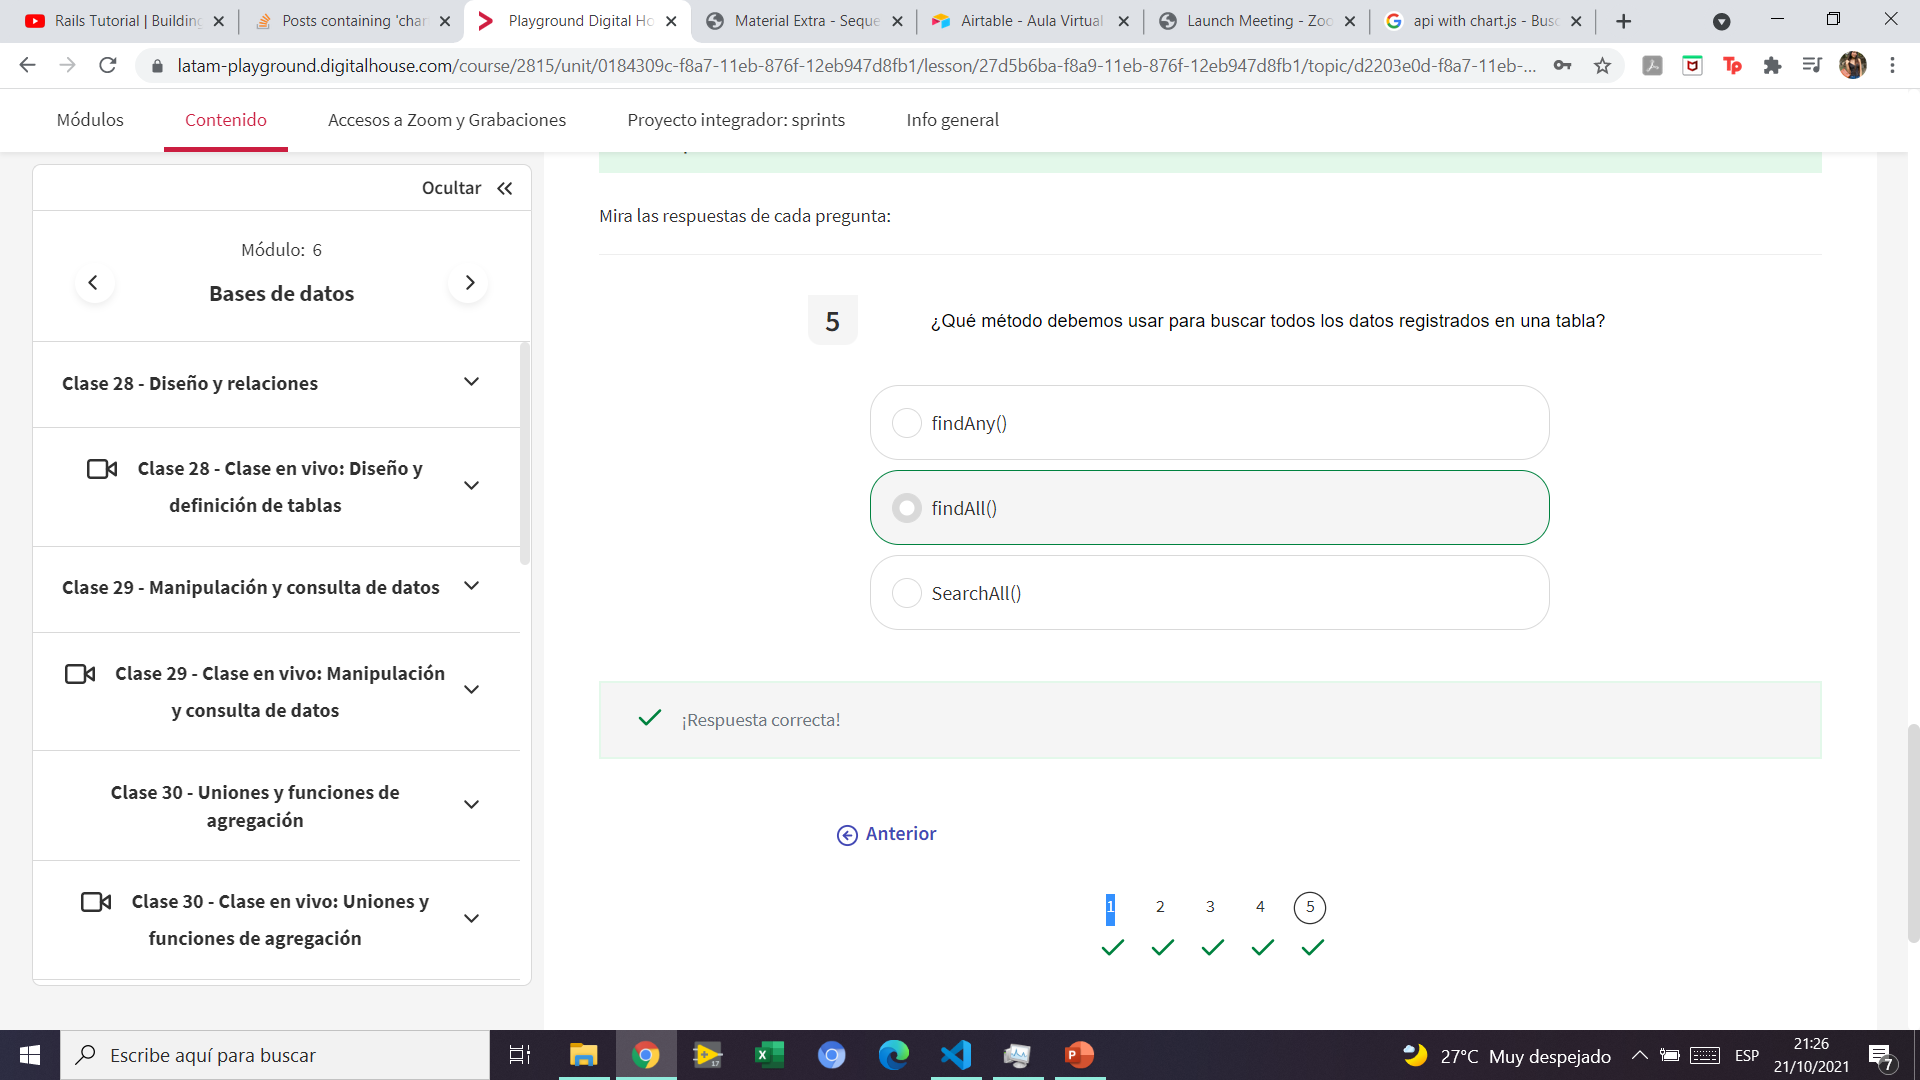 Rails Tutorial | Building
Posts containing 'char
Playground Digital Ho
Material Extra - Seque
Airtable - Aula Virtual
Launch Meeting - Zoo
api with chart.js - Busc
latam-playground.digitalhouse.com/course/2815/unit/0184309c-f8a7-11eb-876f-12eb947d8fb1/lesson/27d5b6ba-f8a9-11eb-876f-12eb947d8fb1/topic/d2203e0d-f8a7-11eb-...
Módulos
Contenido
Accesos a Zoom y Grabaciones
Proyecto integrador: sprints
Info general
Ocultar
Módulo: 6
Bases de datos
Clase 28 - Diseño y relaciones
Clase 28 - Clase en vivo: Diseño y
definición de tablas
Clase 29 - Manipulación y consulta de datos
Clase 29 - Clase en vivo: Manipulación
y consulta de datos
Clase 30 - Uniones y funciones de
agregación
Clase 30 - Clase en vivo: Uniones y
funciones de agregación
Mira las respuestas de cada pregunta:
5
¿Qué método debemos usar para buscar todos los datos registrados en una tabla?
findAny()
findAll()
SearchAll()
¡Respuesta correcta!
Anterior
1 2 3 4 5
Escribe aquí para buscar
27°C Muy despejado
ESP
21:26
21/10/2021
7